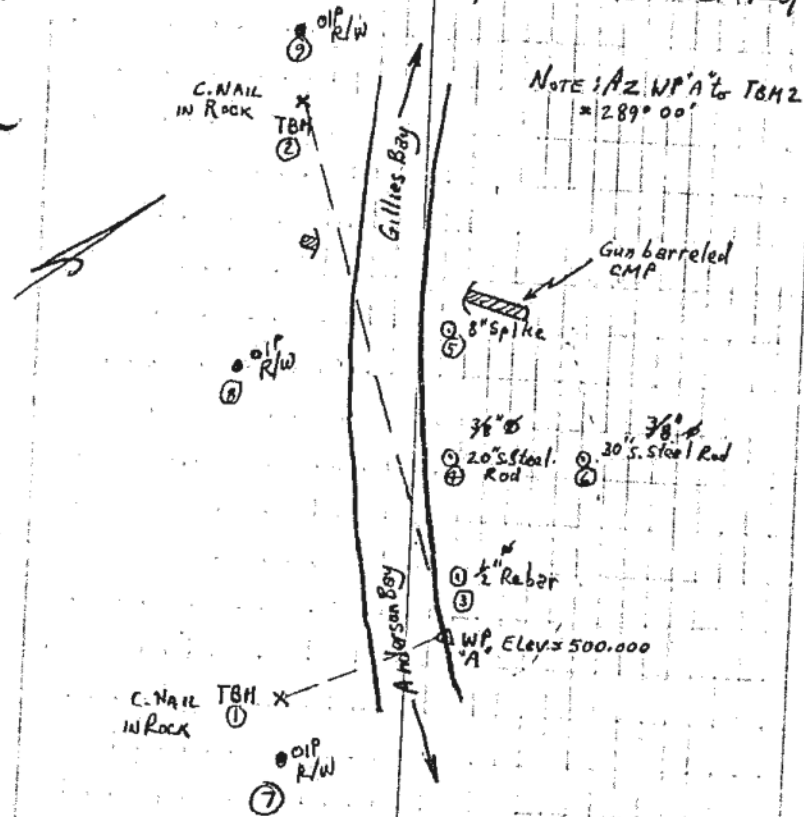 OIP
R/W
9
C. NAIL
IN ROCK
TBM
2
NOTE: AZ WP "A" to TBM 2
= 289° 00'
Gillies Bay
Gun barreled
CMP
8" Spike
5
OIP
R/W
8
3/8" ø
20" S. Steel.
Rod
4
3/8" ø
30" S. Steel Rod
6
ø
1/2" Rebar
3
Anderson Bay
WP
"A" Elev = 500.000
C. NAIL
IN ROCK
TBM
1
OIP
R/W
7